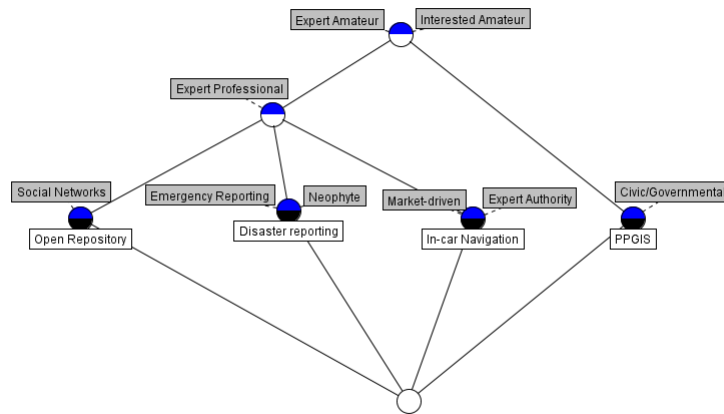 Expert Amateur
Interested Amateur
Expert Professional
Social Networks
Emergency Reporting
Neophyte
Market-driven
Expert Authority
Civic/Governmental
Open Repository
Disaster reporting
In-car Navigation
PPGIS